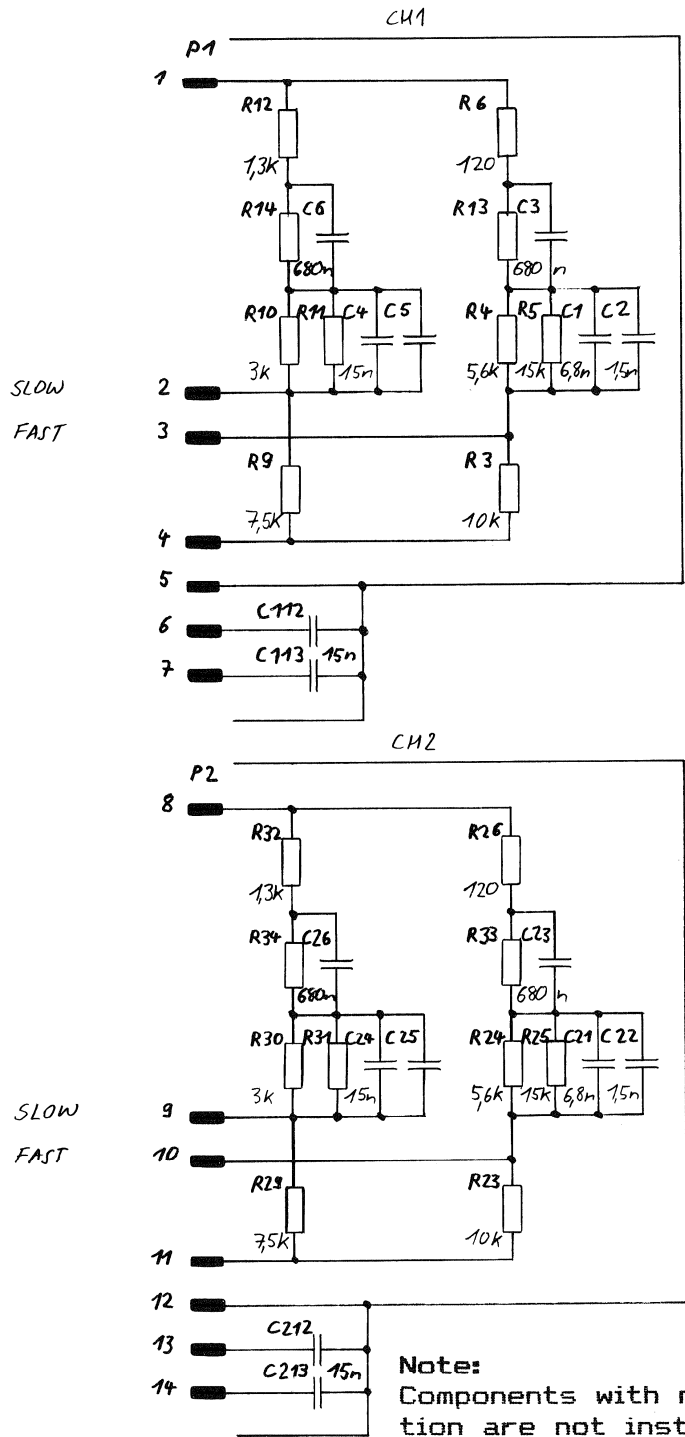 CH1
P1
1
R12 R6
1,3k 120
R14 C6 R13 C3
680n 680 n
R10 R11 C4 C5 R4 R5 C1 C2
3k 15n 5,6k 15k 6,8n 1,5n
SLOW 2
FAST 3
R9 R3
7,5k 10k
4
5
6 C112
7 C113 15n
CH2
P2
8
R32 R26
1,3k 120
R34 C26 R33 C23
680n 680 n
R30 R31 C24 C25 R24 R25 C21 C22
3k 15n 5,6k 15k 6,8n 1,5n
SLOW 9
FAST 10
R29 R23
7,5k 10k
11
12
13 C212
14 C213 15n
Note:
Components with
tion are not inst